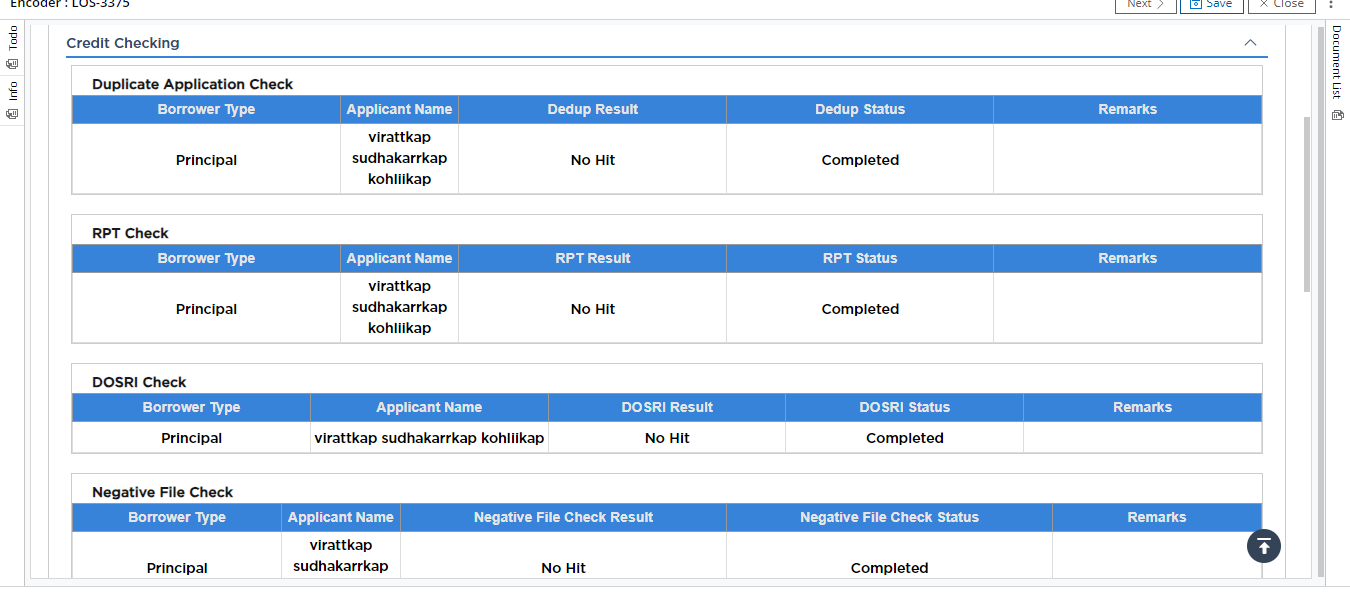 Encoder : LOS-3375
Next
Save
Close
Todo
Info
Document List
Credit Checking
Duplicate Application Check
Borrower Type Applicant Name Dedup Result Dedup Status Remarks
virattkap
sudhakarrkap
kohliikap
Principal No Hit Completed
RPT Check
Borrower Type Applicant Name RPT Result RPT Status Remarks
virattkap
sudhakarrkap
kohliikap
Principal No Hit Completed
DOSRI Check
Borrower Type Applicant Name DOSRI Result DOSRI Status Remarks
Principal virattkap sudhakarrkap kohliikap No Hit Completed
Negative File Check
Borrower Type Applicant Name Negative File Check Result Negative File Check Status Remarks
virattkap
sudhakarrkap
Principal No Hit Completed